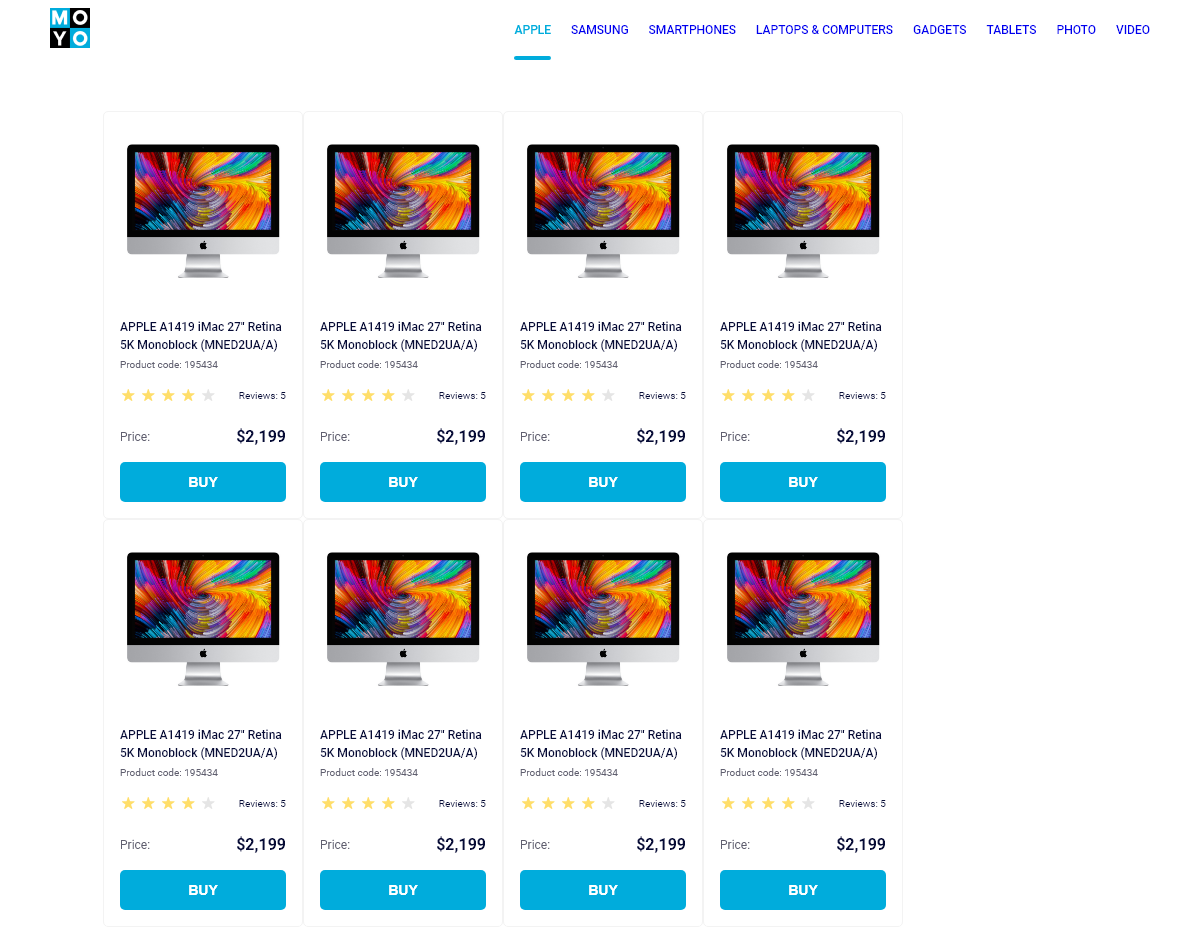 MO
YO
APPLE SAMSUNG SMARTPHONES LAPTOPS & COMPUTERS GADGETS TABLETS PHOTO VIDEO
APPLE A1419 iMac 27" Retina
5K Monoblock (MNED2UA/A)
Product code: 195434
Reviews: 5
Price: $2,199
BUY
APPLE A1419 iMac 27" Retina
5K Monoblock (MNED2UA/A)
Product code: 195434
Reviews: 5
Price: $2,199
BUY
APPLE A1419 iMac 27" Retina
5K Monoblock (MNED2UA/A)
Product code: 195434
Reviews: 5
Price: $2,199
BUY
APPLE A1419 iMac 27" Retina
5K Monoblock (MNED2UA/A)
Product code: 195434
Reviews: 5
Price: $2,199
BUY
APPLE A1419 iMac 27" Retina
5K Monoblock (MNED2UA/A)
Product code: 195434
Reviews: 5
Price: $2,199
BUY
APPLE A1419 iMac 27" Retina
5K Monoblock (MNED2UA/A)
Product code: 195434
Reviews: 5
Price: $2,199
BUY
APPLE A1419 iMac 27" Retina
5K Monoblock (MNED2UA/A)
Product code: 195434
Reviews: 5
Price: $2,199
BUY
APPLE A1419 iMac 27" Retina
5K Monoblock (MNED2UA/A)
Product code: 195434
Reviews: 5
Price: $2,199
BUY